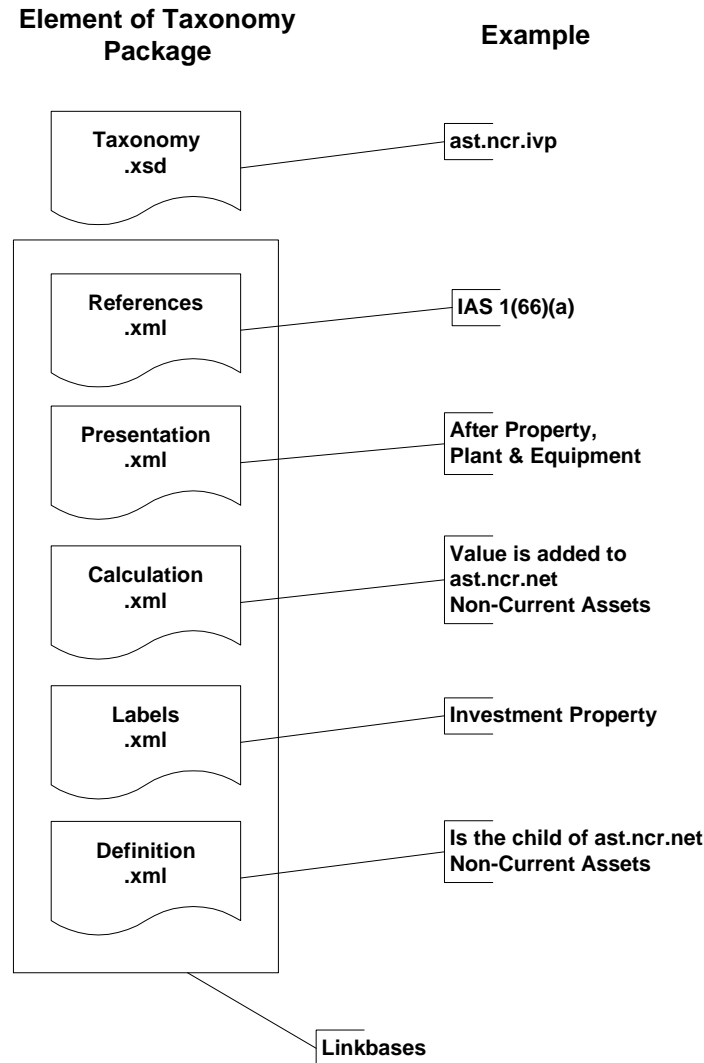 Element of Taxonomy
Package
Example
Taxonomy
.xsd
ast.ncr.ivp
References
.xml
IAS 1(66)(a)
Presentation
.xml
After Property,
Plant & Equipment
Calculation
.xml
Value is added to
ast.ncr.net
Non-Current Assets
Labels
.xml
Investment Property
Definition
.xml
Is the child of ast.ncr.net
Non-Current Assets
Linkbases